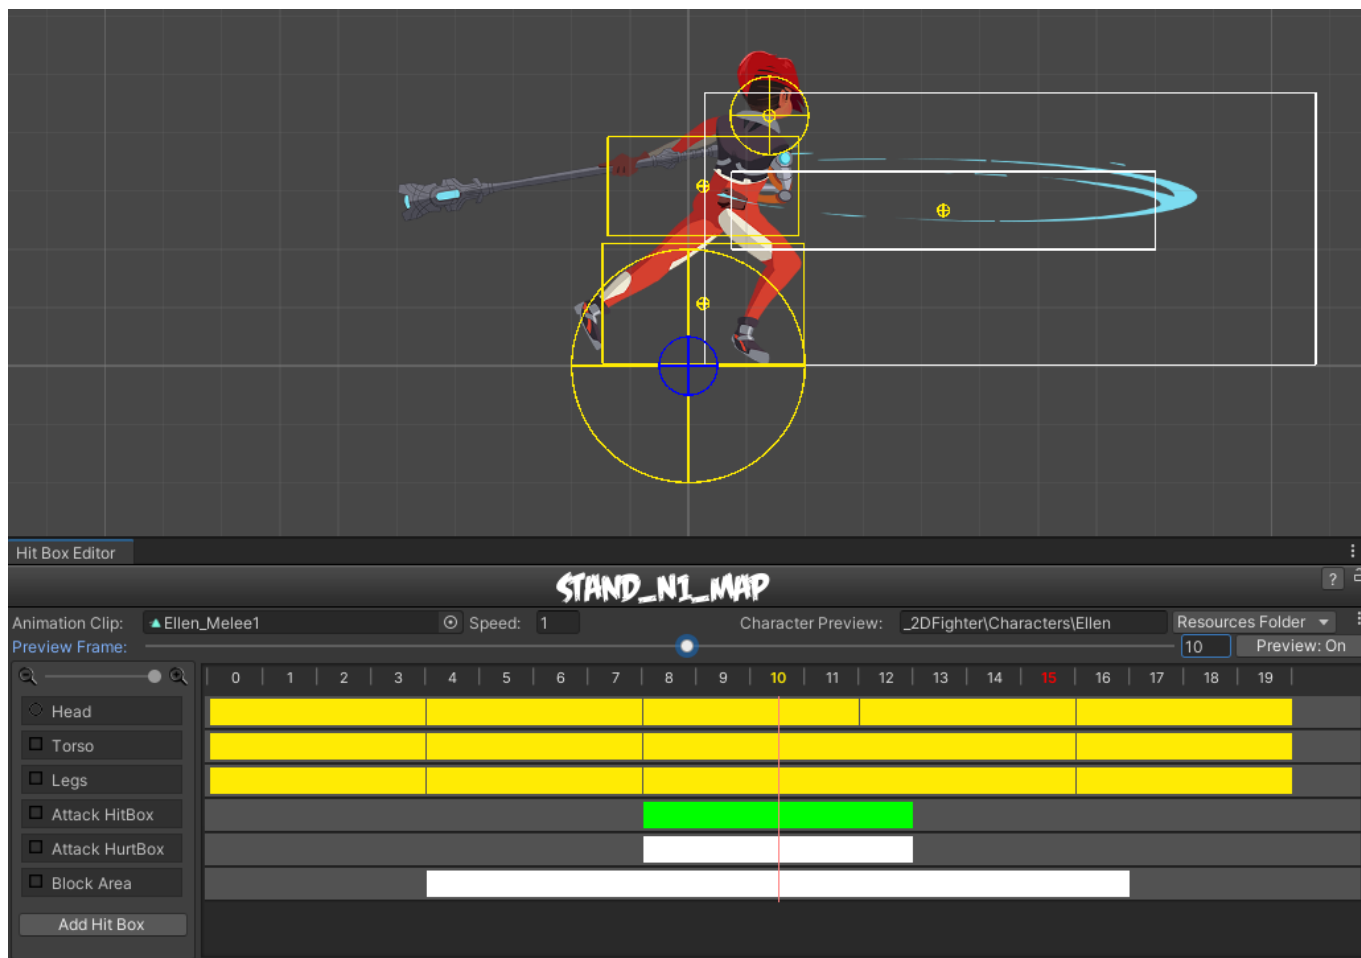 Hit Box Editor
STAND_N1_MAP
?
Animation Clip: Ellen_Melee1 Speed: 1 Character Preview: _2DFighter\Characters\Ellen Resources Folder
Preview Frame: 10 Preview: On
0 1 2 3 4 5 6 7 8 9 10 11 12 13 14 15 16 17 18 19
Head
Torso
Legs
Attack HitBox
Attack HurtBox
Block Area
Add Hit Box